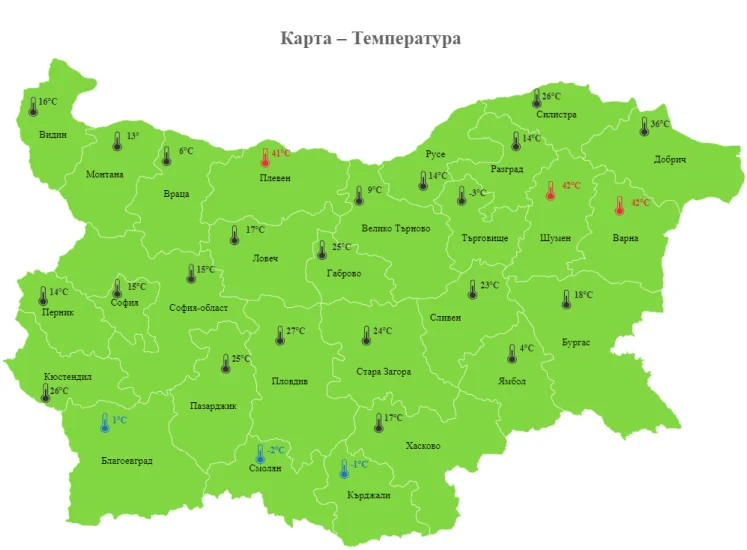 Карта – Температура
16°C
Видин
13°
Монтана
6°C
Враца
41°C
Плевен
26°C
Силистра
36°C
Добрич
Русе
14°C
14°C
Разград
9°C
Велико Търново
-3°C
Търговище
42°C
Шумен
42°C
Варна
17°C
Ловеч
25°C
Габрово
14°C
Перник
15°C
София
15°C
София-област
23°C
Сливен
18°C
Бургас
27°C
Пловдив
24°C
Стара Загора
4°C
Ямбол
25°C
Пазарджик
Кюстендил
26°C
1°C
Благоевград
-2°C
Смолян
-1°C
Кърджали
17°C
Хасково